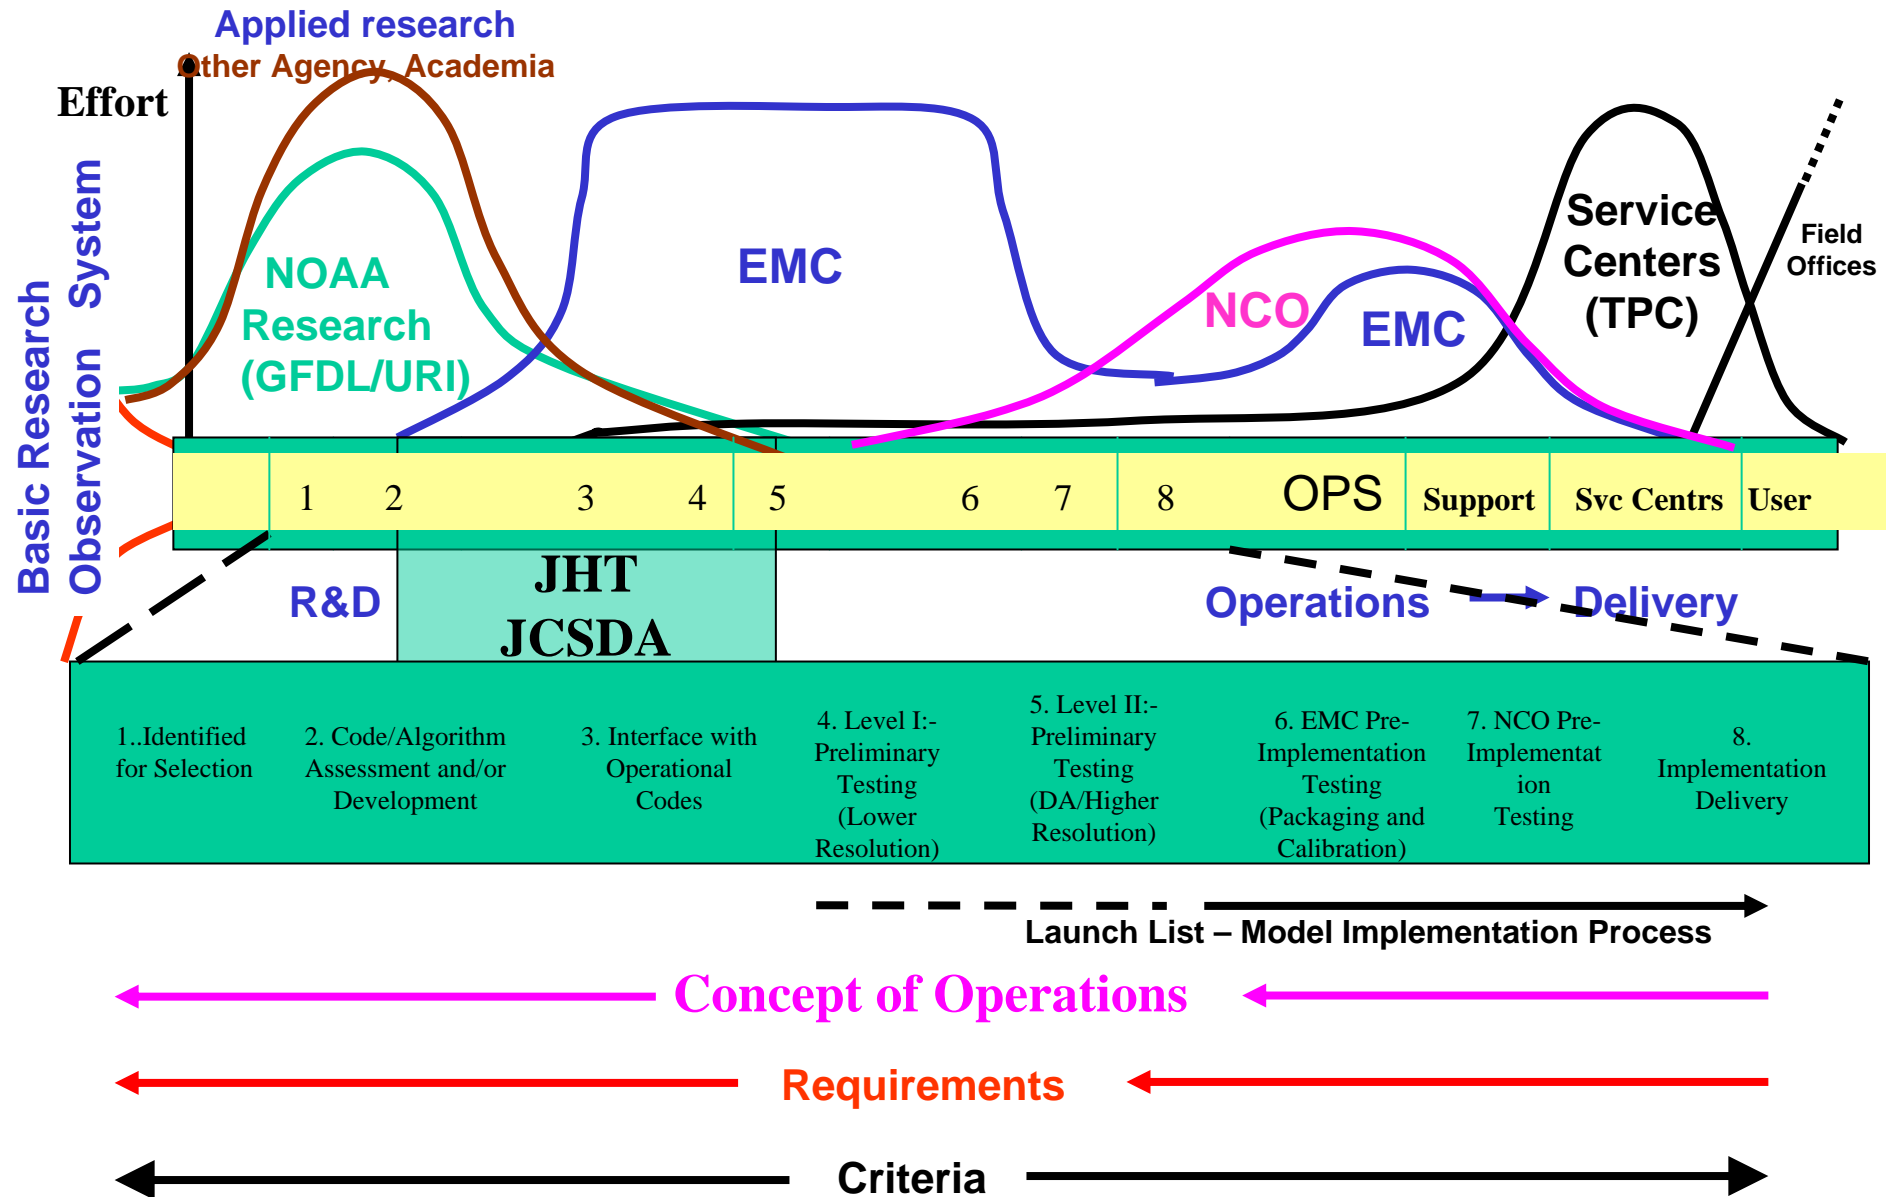 Applied research
Other Agency, Academia
Effort
Basic Research
Observation System
NOAA
Research
(GFDL/URI)
EMC
NCO
EMC
Service
Centers
(TPC)
Field
Offices
1 2 3 4 5 6 7 8 OPS Support Svc Centrs User
R&D
JHT
JCSDA
Operations Delivery
1..Identified
for Selection
2. Code/Algorithm
Assessment and/or
Development
3. Interface with
Operational
Codes
4. Level I:-
Preliminary
Testing
(Lower
Resolution)
5. Level II:-
Preliminary
Testing
(DA/Higher
Resolution)
6. EMC Pre-
Implementation
Testing
(Packaging and
Calibration)
7. NCO Pre-
Implementat
ion
Testing
8.
Implementation
Delivery
Launch List – Model Implementation Process
Concept of Operations
Requirements
Criteria